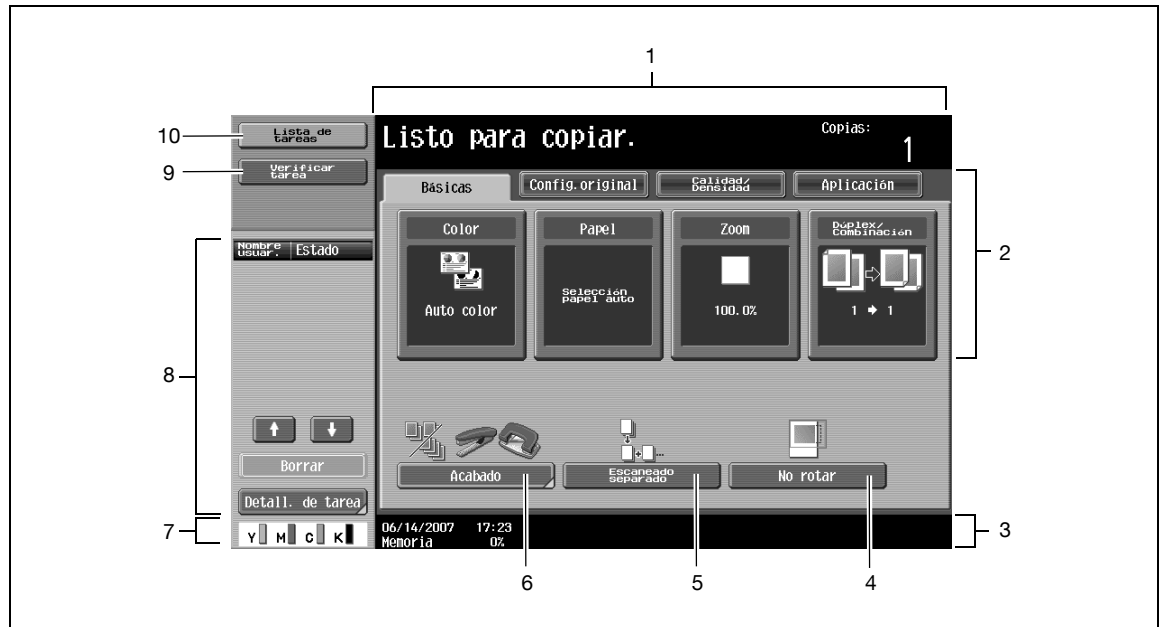 1
10
Lista de
tareas
Listo para copiar.
Copias:
1
9
Verificar
tarea
Básicas
Config.original
Calidad/
Densidad
Aplicación
2
Color
Papel
Zoom
Dúplex/
Combinación
Nombre
usuar.
Estado
Auto color
Selección
papel auto
100.0%
1 → 1
8
Borrar
Detall. de tarea
Acabado
Escaneado
separado
No rotar
7
Y M C K
06/14/2007 17:23
Memoria 0%
3
6
5
4